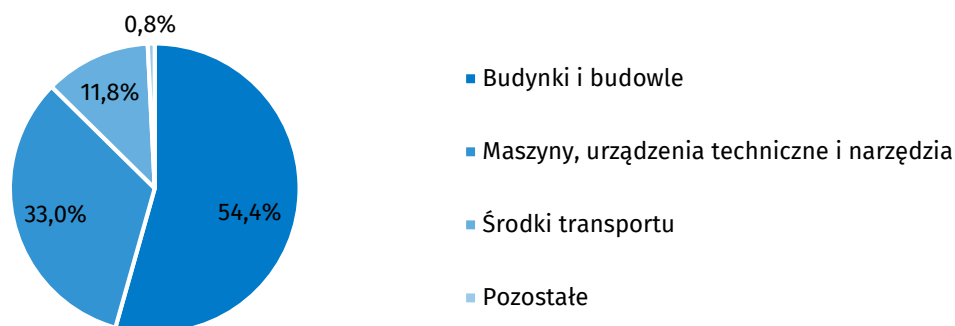 0,8%
11,8%
33,0%
54,4%
Budynki i budowle
Maszyny, urządzenia techniczne i narzędzia
Środki transportu
Pozostałe